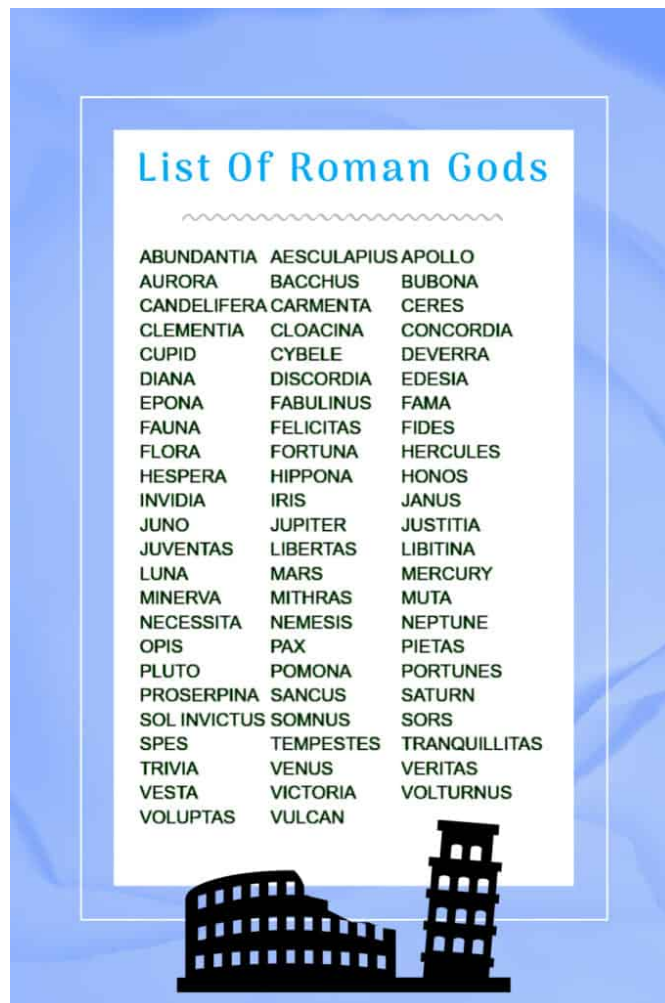 List Of Roman Gods
ABUNDANTIA AESCULAPIUS APOLLO
AURORA BACCHUS BUBONA
CANDELIFERA CARMENTA CERES
CLEMENTIA CLOACINA CONCORDIA
CUPID CYBELE DEVERRA
DIANA DISCORDIA EDESIA
EPONA FABULINUS FAMA
FAUNA FELICITAS FIDES
FLORA FORTUNA HERCULES
HESPERA HIPPONA HONOS
INVIDIA IRIS JANUS
JUNO JUPITER JUSTITIA
JUVENTAS LIBERTAS LIBITINA
LUNA MARS MERCURY
MINERVA MITHRAS MUTA
NECESSITA NEMESIS NEPTUNE
OPIS PAX PIETAS
PLUTO POMONA PORTUNES
PROSERPINA SANCUS SATURN
SOL INVICTUS SOMNUS SORS
SPES TEMPESTES TRANQUILLITAS
TRIVIA VENUS VERITAS
VESTA VICTORIA VOLTURNUS
VOLUPTAS VULCAN